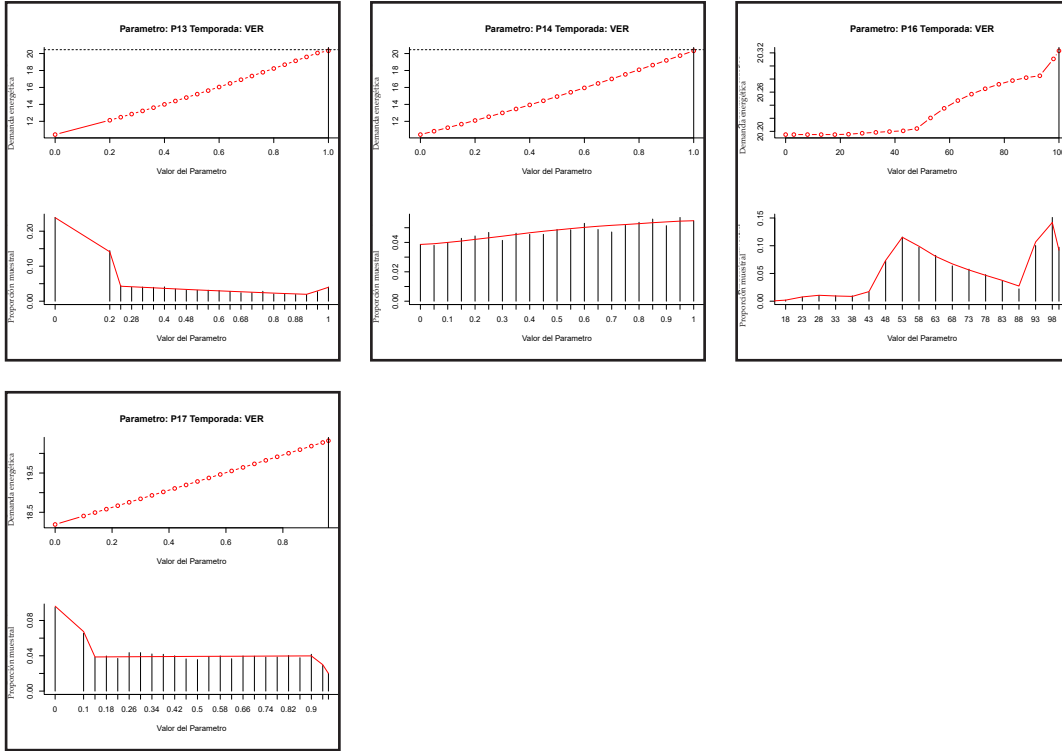 Parametro: P13 Temporada: VER
Demanda energética
12 14 16 18 20
0.0 0.2 0.4 0.6 0.8 1.0
Valor del Parametro
Proporción muestral
0.00 0.10 0.20
0 0.2 0.28 0.4 0.48 0.6 0.68 0.8 0.88 1
Valor del Parametro
Parametro: P14 Temporada: VER
Demanda energética
12 14 16 18 20
0.0 0.2 0.4 0.6 0.8 1.0
Valor del Parametro
Proporción muestral
0.00 0.02 0.04
0 0.1 0.2 0.3 0.4 0.5 0.6 0.7 0.8 0.9 1
Valor del Parametro
Parametro: P16 Temporada: VER
Demanda energética
20.20 20.26 20.32
0 20 40 60 80 100
Valor del Parametro
Proporción muestral
0.00 0.05 0.10 0.15
18 23 28 33 38 43 48 53 58 63 68 73 78 83 88 93 98
Valor del Parametro
Parametro: P17 Temporada: VER
Demanda energética
18.5 19.5
0.0 0.2 0.4 0.6 0.8
Valor del Parametro
Proporción muestral
0.00 0.04 0.08
0 0.1 0.18 0.26 0.34 0.42 0.5 0.58 0.66 0.74 0.82 0.9
Valor del Parametro